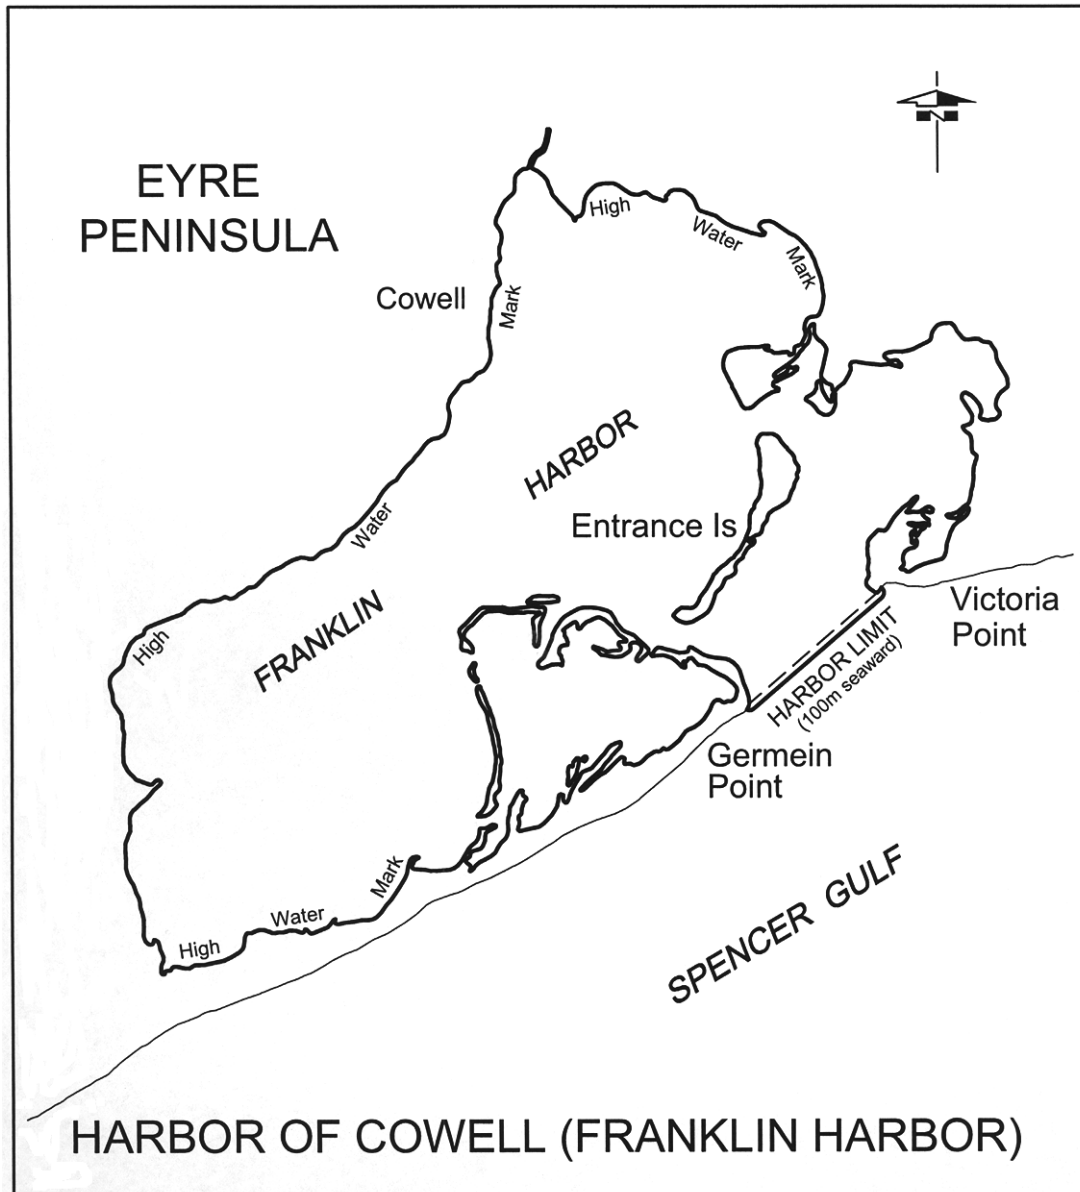 EYRE
PENINSULA
N
High
Water
Mark
Cowell
Mark
HARBOR
Entrance Is
Water
FRANKLIN
High
Victoria
Point
HARBOR LIMIT
(100m seaward)
Germein
Point
Mark
Water
High
SPENCER GULF
HARBOR OF COWELL (FRANKLIN HARBOR)